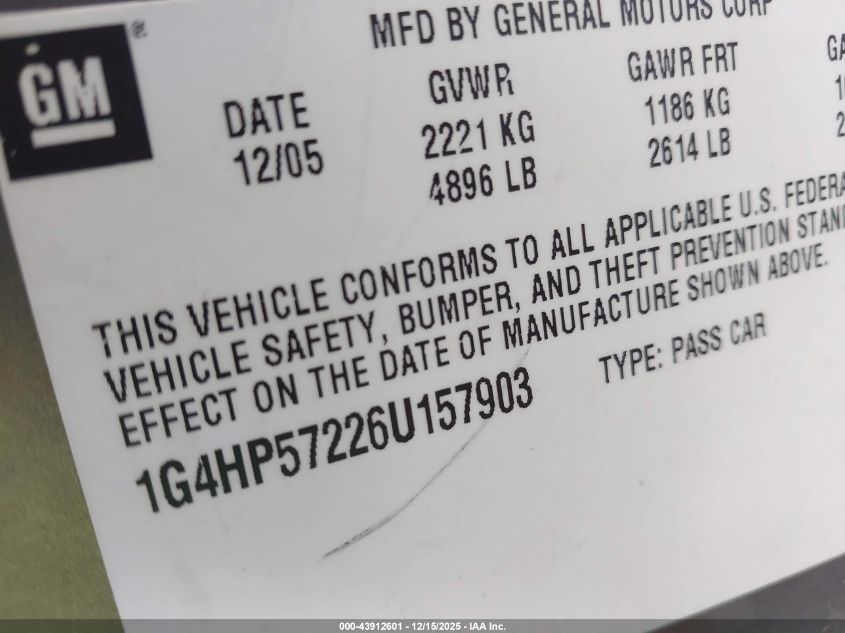 GM
MFD BY GENERAL MOTORS CORP
DATE GVWR GAWR FRT
12/05 2221 KG 1186 KG
4896 LB 2614 LB
THIS VEHICLE CONFORMS TO ALL APPLICABLE U.S. FEDERA
VEHICLE SAFETY, BUMPER, AND THEFT PREVENTION STAN
EFFECT ON THE DATE OF MANUFACTURE SHOWN ABOVE.
1G4HP57226U157903 TYPE: PASS CAR
000-43912601 - 12/15/2025 - IAA Inc.